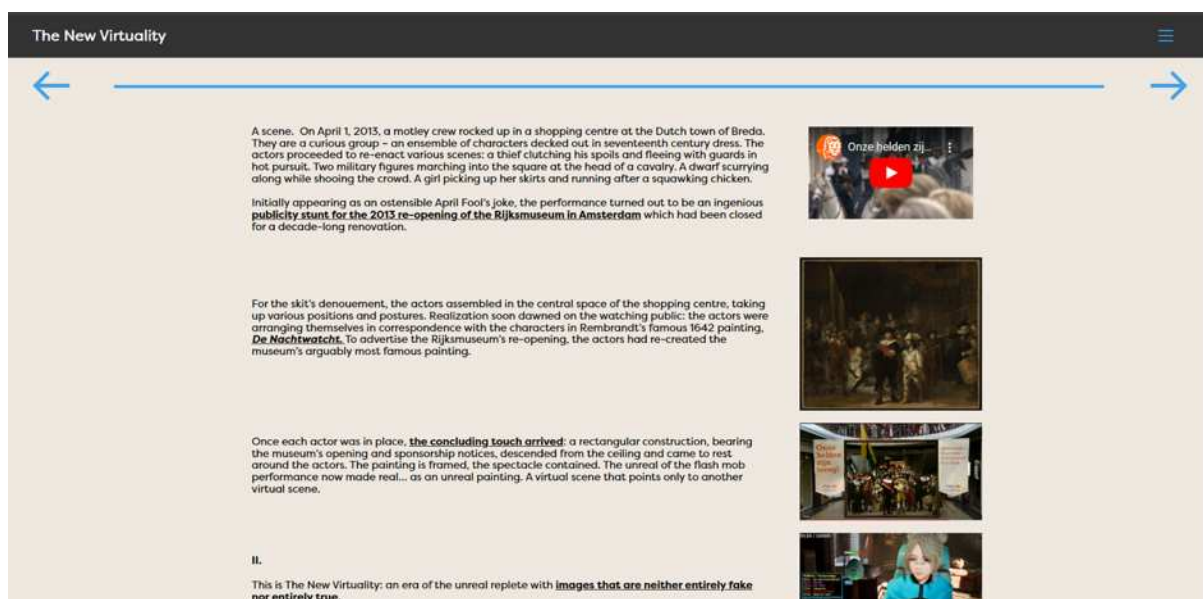 The New Virtuality
A scene. On April 1, 2013, a motley crew rocked up in a shopping centre at the Dutch town of Breda.
They are a curious group – an ensemble of characters decked out in seventeenth century dress. The
actors proceeded to re-enact various scenes: a thief clutching his spoils and fleeing with guards in
hot pursuit. Two military figures marching into the square at the head of a cavalry. A dwarf scurrying
along while shooing the crowd. A girl picking up her skirts and running after a squawking chicken.
Onze helden zij...
Initially appearing as an ostensible April Fool's joke, the performance turned out to be an ingenious
publicity stunt for the 2013 re-opening of the Rijksmuseum in Amsterdam which had been closed
for a decade-long renovation.
For the skit's denouement, the actors assembled in the central space of the shopping centre, taking
up various positions and postures. Realization soon dawned on the watching public: the actors were
arranging themselves in correspondence with the characters in Rembrandt's famous 1642 painting,
De Nachtwatcht. To advertise the Rijksmuseum's re-opening, the actors had re-created the
museum's arguably most famous painting.
Once each actor was in place, the concluding touch arrived: a rectangular construction, bearing
the museum's opening and sponsorship notices, descended from the ceiling and came to rest
around the actors. The painting is framed, the spectacle contained. The unreal of the flash mob
performance now made real... as an unreal painting. A virtual scene that points only to another
virtual scene.
Onze
helden
zijn
terug!
II.
This is The New Virtuality: an era of the unreal replete with images that are neither entirely fake
nor entirely true.